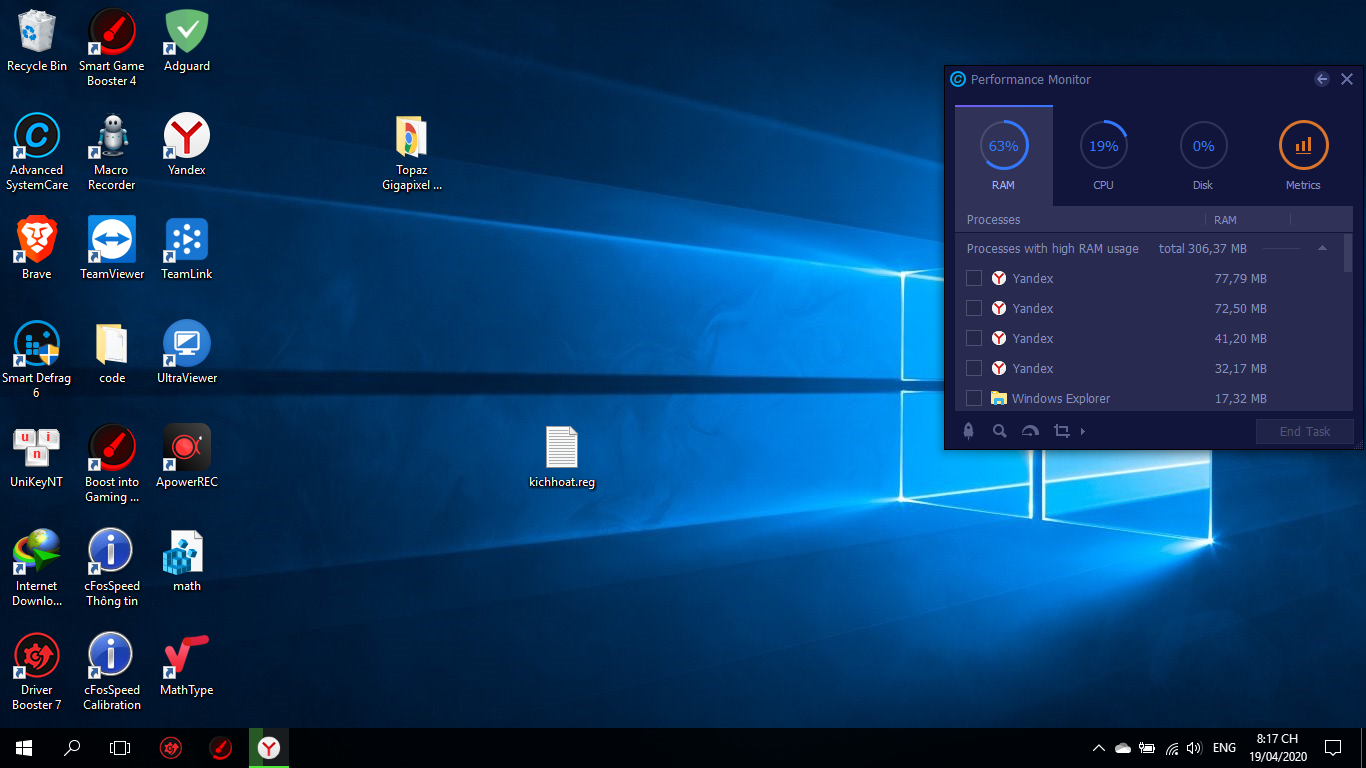 Recycle Bin
Smart Game
Booster 4
Adguard
Advanced
SystemCare
Macro
Recorder
Yandex
Topaz
Gigapixel ...
Brave
TeamViewer
TeamLink
Smart Defrag
6
code
UltraViewer
u i
n
UniKeyNT
Boost into
Gaming ...
ApowerREC
kichhoat.reg
Internet
Downlo...
cFosSpeed
Thông tin
math
Driver
Booster 7
cFosSpeed
Calibration
MathType
Performance Monitor
63%
19%
0%
RAM
CPU
Disk
Metrics
Processes
RAM
Processes with high RAM usage total 306,37 MB
Yandex 77,79 MB
Yandex 72,50 MB
Yandex 41,20 MB
Yandex 32,17 MB
Windows Explorer 17,32 MB
End Task
ENG
8:17 CH
19/04/2020